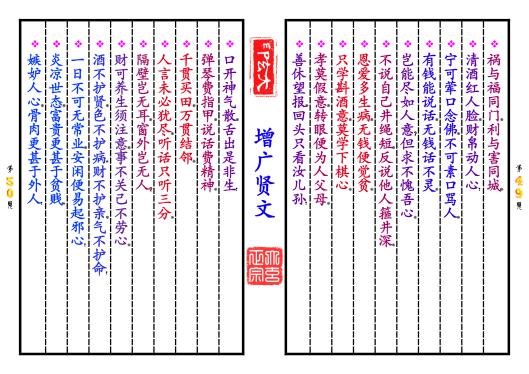 祸与福同门,利与害同城。
清酒红人脸,财帛动人心。
宁可荤口念佛,不可素口骂人。
有钱能说话,无钱话不灵。
岂能尽如人意,但求不愧吾心。
不说自己井绳短,反说他人箍井深。
恩爱多生病,无钱便觉贫。
只学斟酒意,莫学下棋心。
孝莫假意,转眼便为人父母。
善休望报,回头只看汝儿孙。
第49页
增广贤文
口开神气散,舌出是非生。
弹琴费指甲,说话费精神。
千贯买田,万贯结邻。
人言未必犹尽,听话只听三分。
隔壁岂无耳,窗外岂无人。
财可养生须注意,事不关己不劳心。
酒不护贤,色不护病,财不护亲,气不护命。
一日不可无常业,安闲便易起邪心。
炎凉世态,富贵更甚于贫贱。
嫉妒人心,骨肉更甚于外人。
第50页